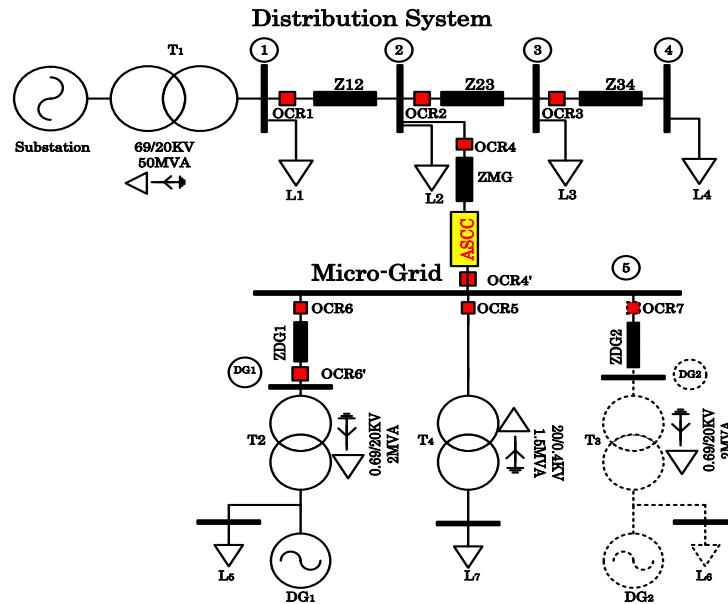 Distribution System
T1
1
2
3
4
Z12
Z23
Z34
OCR1
OCR2
OCR3
Substation
69/20KV
50MVA
OCR4
L1
L2
ZMG
L3
L4
ASCC
Micro-Grid
5
OCR4'
OCR6
OCR5
OCR7
ZDG1
ZDG2
DG1
OCR6'
DG2
T2
0.69/20KV
2MVA
T4
20/0.4KV
1.5MVA
T3
0.69/20KV
2MVA
L5
L7
L6
DG1
DG2